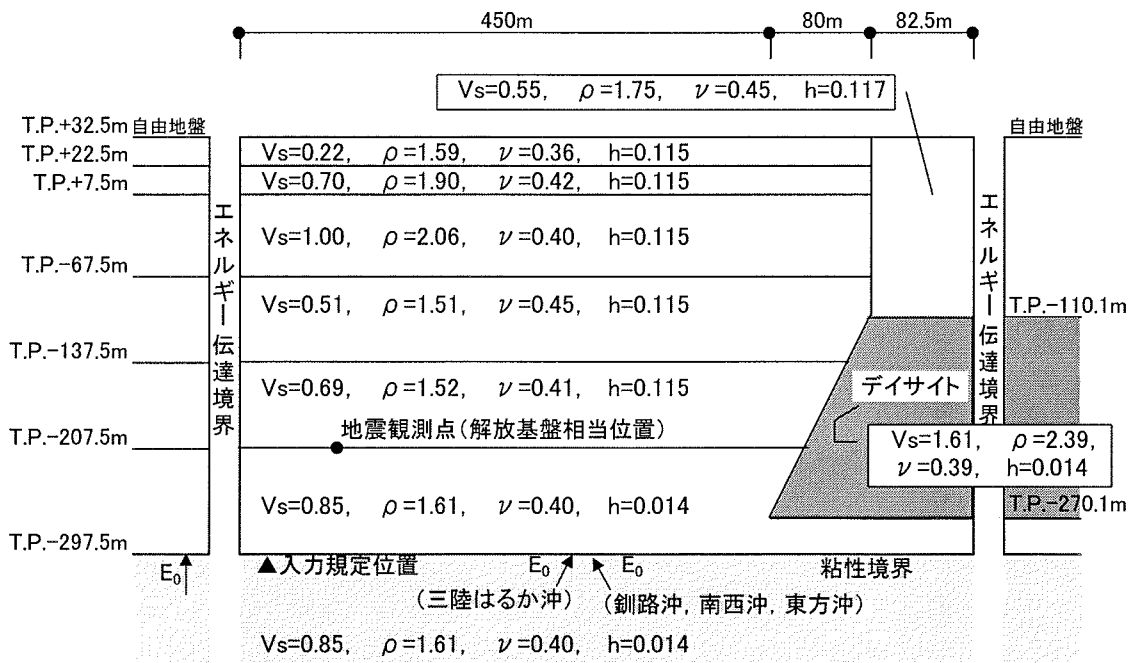 450m 80m 82.5m
Vs=0.55, ρ=1.75, ν=0.45, h=0.117
T.P.+32.5m 自由地盤
自由地盤
T.P.+22.5m
Vs=0.22, ρ=1.59, ν=0.36, h=0.115
T.P.+7.5m
Vs=0.70, ρ=1.90, ν=0.42, h=0.115
エネルギー伝達境界
エネルギー伝達境界
Vs=1.00, ρ=2.06, ν=0.40, h=0.115
T.P.-67.5m
Vs=0.51, ρ=1.51, ν=0.45, h=0.115
T.P.-110.1m
T.P.-137.5m
Vs=0.69, ρ=1.52, ν=0.41, h=0.115
デイサイト
地震観測点(解放基盤相当位置)
T.P.-207.5m
Vs=1.61, ρ=2.39,
ν=0.39, h=0.014
Vs=0.85, ρ=1.61, ν=0.40, h=0.014
T.P.-270.1m
T.P.-297.5m
E₀
▲入力規定位置 E₀ E₀ 粘性境界
(三陸はるか沖) (釧路沖, 南西沖, 東方沖)
Vs=0.85, ρ=1.61, ν=0.40, h=0.014